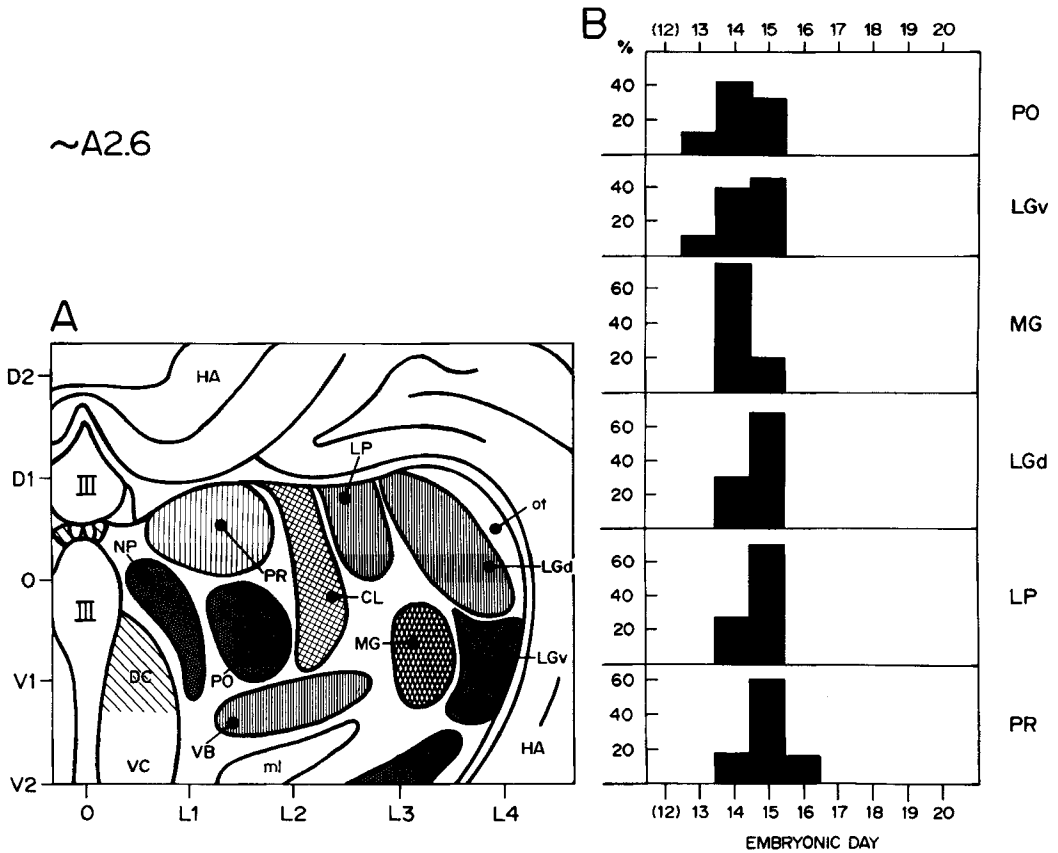 ~A2.6
A
D2
D1
O
V1
V2
O
L1
L2
L3
L4
HA
LP
III
ot
NP
PR
LGd
CL
III
MG
LGv
DC
PO
VB
HA
VC
ml
B
(12) 13 14 15 16 17 18 19 20
%
40
20
PO
40
20
LGv
60
40
20
MG
60
40
20
LGd
60
40
20
LP
60
40
20
PR
(12) 13 14 15 16 17 18 19 20
EMBRYONIC DAY